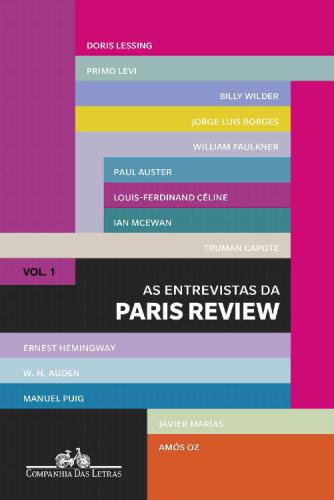 DORIS LESSING
PRIMO LEVI
BILLY WILDER
JORGE LUIS BORGES
WILLIAM FAULKNER
PAUL AUSTER
LOUIS-FERDINAND CÉLINE
IAN MCEWAN
TRUMAN CAPOTE
VOL. 1
AS ENTREVISTAS DA
PARIS REVIEW
ERNEST HEMINGWAY
W. H. AUDEN
MANUEL PUIG
JAVIER MARÍAS
AMÓS OZ
COMPANHIA DAS LETRAS